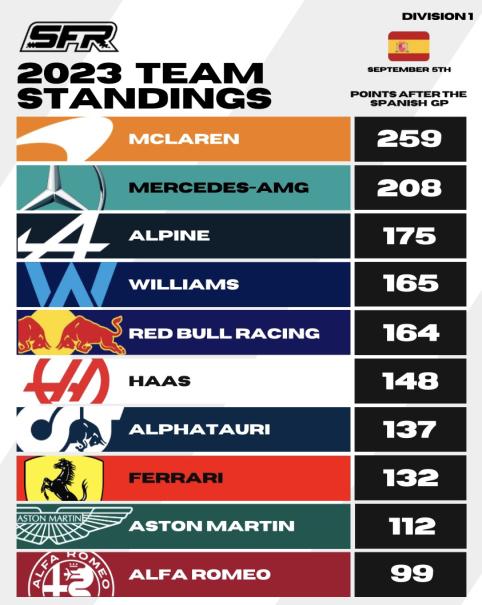 DIVISION 1
SFR
SEPTEMBER 5TH
2023 TEAM
STANDINGS
POINTS AFTER THE
SPANISH GP
MCLAREN 259
MERCEDES-AMG 208
ALPINE 175
WILLIAMS 165
RED BULL RACING 164
HAAS 148
ALPHATAURI 137
FERRARI 132
ASTON MARTIN ASTON MARTIN 112
ALFA ROMEO ALFA ROMEO 99